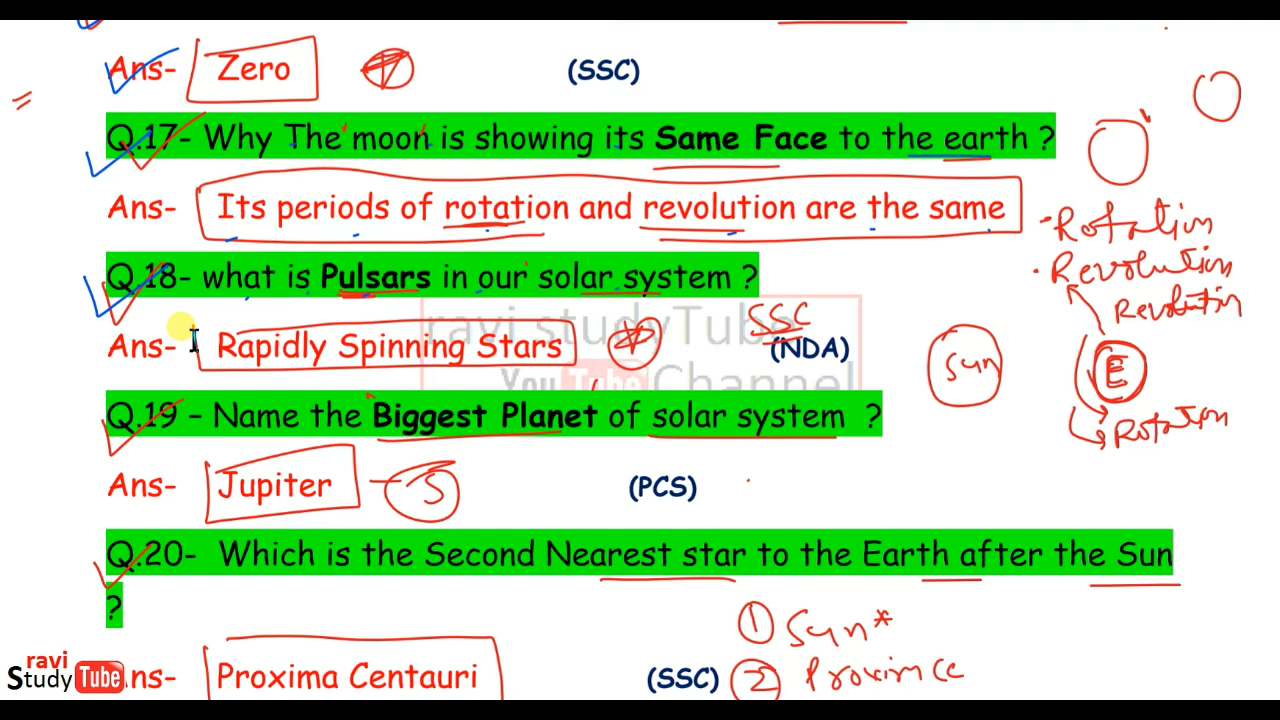 Ans- Zero (SSC)
Q.17- Why The moon is showing its Same Face to the earth ?
Ans- Its periods of rotation and revolution are the same
Rotation
Revolution
Q.18- what is Pulsars in our solar system ?
Revolution
ravi studyTube
SSC
Ans- Rapidly Spinning Stars (NDA)
Sun E
YouTube Channel
Q.19 – Name the Biggest Planet of solar system ?
Rotation
Ans- Jupiter – S (PCS)
Q.20- Which is the Second Nearest star to the Earth after the Sun
?
① Sun*
Ans- Proxima Centauri (SSC) ②
ravi
Study Tube